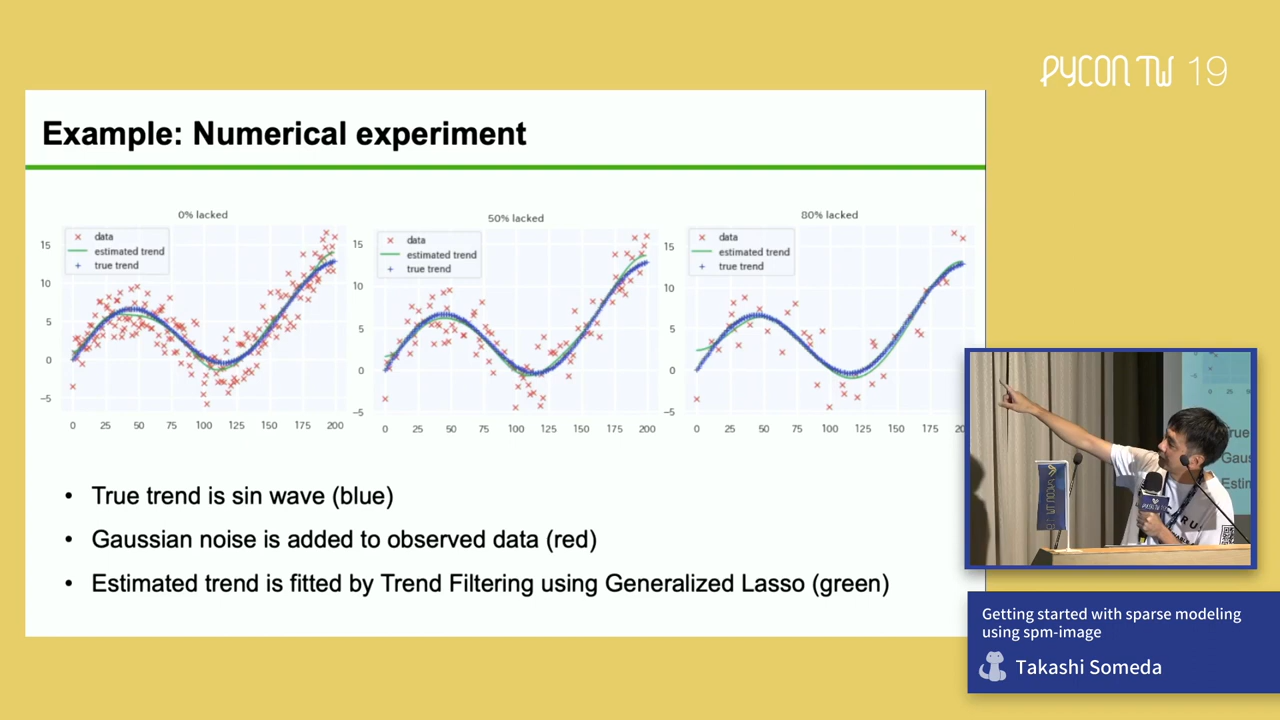 PYCON TW 19
Example: Numerical experiment
0% lacked
data
estimated trend
true trend
15
10
5
0
−5
0 25 50 75 100 125 150 175 200
50% lacked
data
estimated trend
true trend
15
10
5
0
−5
0 25 50 75 100 125 150 175 200
80% lacked
data
estimated trend
true trend
15
10
5
0
−5
0 25 50 75 100 125 150 175
• True trend is sin wave (blue)
• Gaussian noise is added to observed data (red)
• Estimated trend is fitted by Trend Filtering using Generalized Lasso (green)
Getting started with sparse modeling
using spm-image
Takashi Someda